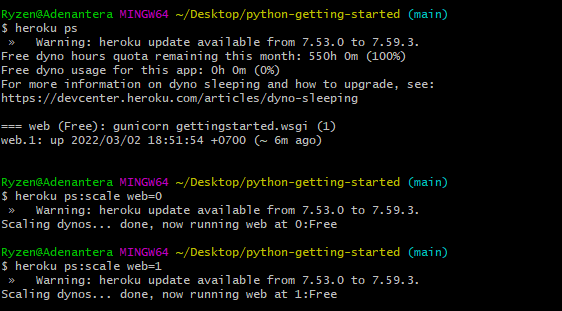 Ryzen@Adenantera MINGW64 ~/Desktop/python-getting-started (main)
$ heroku ps
» Warning: heroku update available from 7.53.0 to 7.59.3.
Free dyno hours quota remaining this month: 550h 0m (100%)
Free dyno usage for this app: 0h 0m (0%)
For more information on dyno sleeping and how to upgrade, see:
https://devcenter.heroku.com/articles/dyno-sleeping
=== web (Free): gunicorn gettingstarted.wsgi (1)
web.1: up 2022/03/02 18:51:54 +0700 (~ 6m ago)
Ryzen@Adenantera MINGW64 ~/Desktop/python-getting-started (main)
$ heroku ps:scale web=0
» Warning: heroku update available from 7.53.0 to 7.59.3.
Scaling dynos... done, now running web at 0:Free
Ryzen@Adenantera MINGW64 ~/Desktop/python-getting-started (main)
$ heroku ps:scale web=1
» Warning: heroku update available from 7.53.0 to 7.59.3.
Scaling dynos... done, now running web at 1:Free